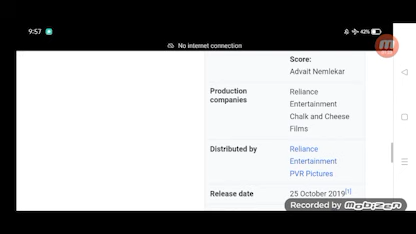 9:57
42%
No internet connection
Score:
Advait Nemlekar
Production
companies
Reliance
Entertainment
Chalk and Cheese
Films
Distributed by
Reliance
Entertainment
PVR Pictures
Release date
25 October 2019[1]
Recorded by
MOBIZEN